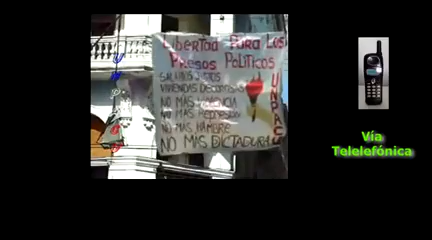 Libertad Para Los
Presos Politicos
SALARIOS JUSTOS
VIVIENDAS Decorosas
NO MÁS VIOLENCIA
NO MAS Represion
NO MAS HAMBRE
NO MAS DICTADURA
UNPACU
Vía
Telelefónica